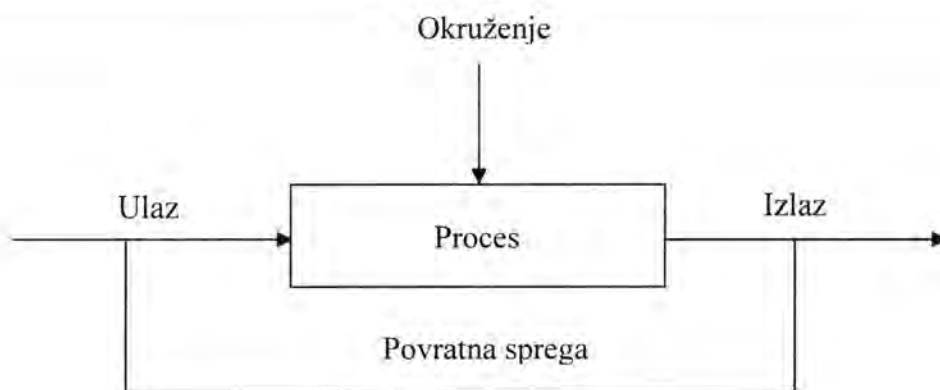 Okruženje
Ulaz
Izlaz
Proces
Povratna sprega